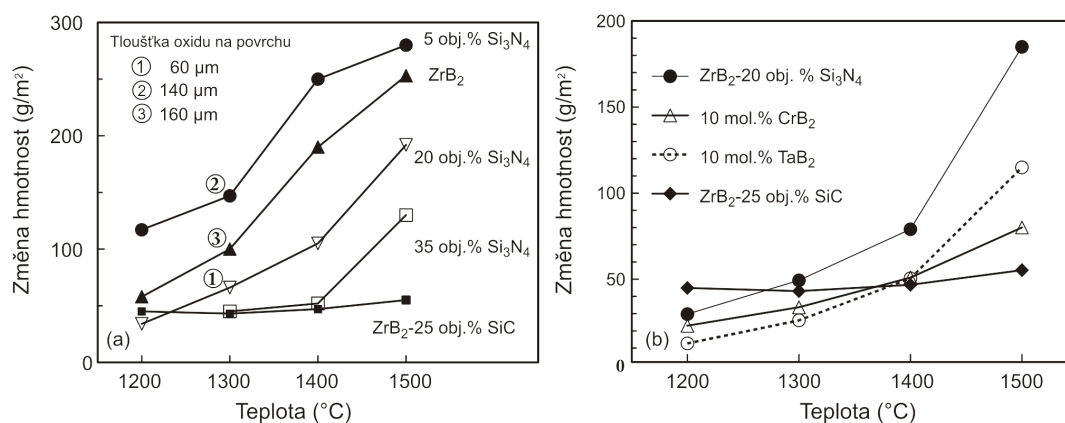 Změna hmotnost (g/m²)
300
200
100
0
Tloušťka oxidu na povrchu
① 60 μm
② 140 μm
③ 160 μm
5 obj.% Si₃N₄
ZrB₂
20 obj.% Si₃N₄
35 obj.% Si₃N₄
ZrB₂-25 obj.% SiC
②
③
①
(a)
1200 1300 1400 1500
Teplota (°C)
Změna hmotnost (g/m²)
200
150
100
50
0
ZrB₂-20 obj. % Si₃N₄
10 mol.% CrB₂
10 mol.% TaB₂
ZrB₂-25 obj.% SiC
(b)
1200 1300 1400 1500
Teplota (°C)